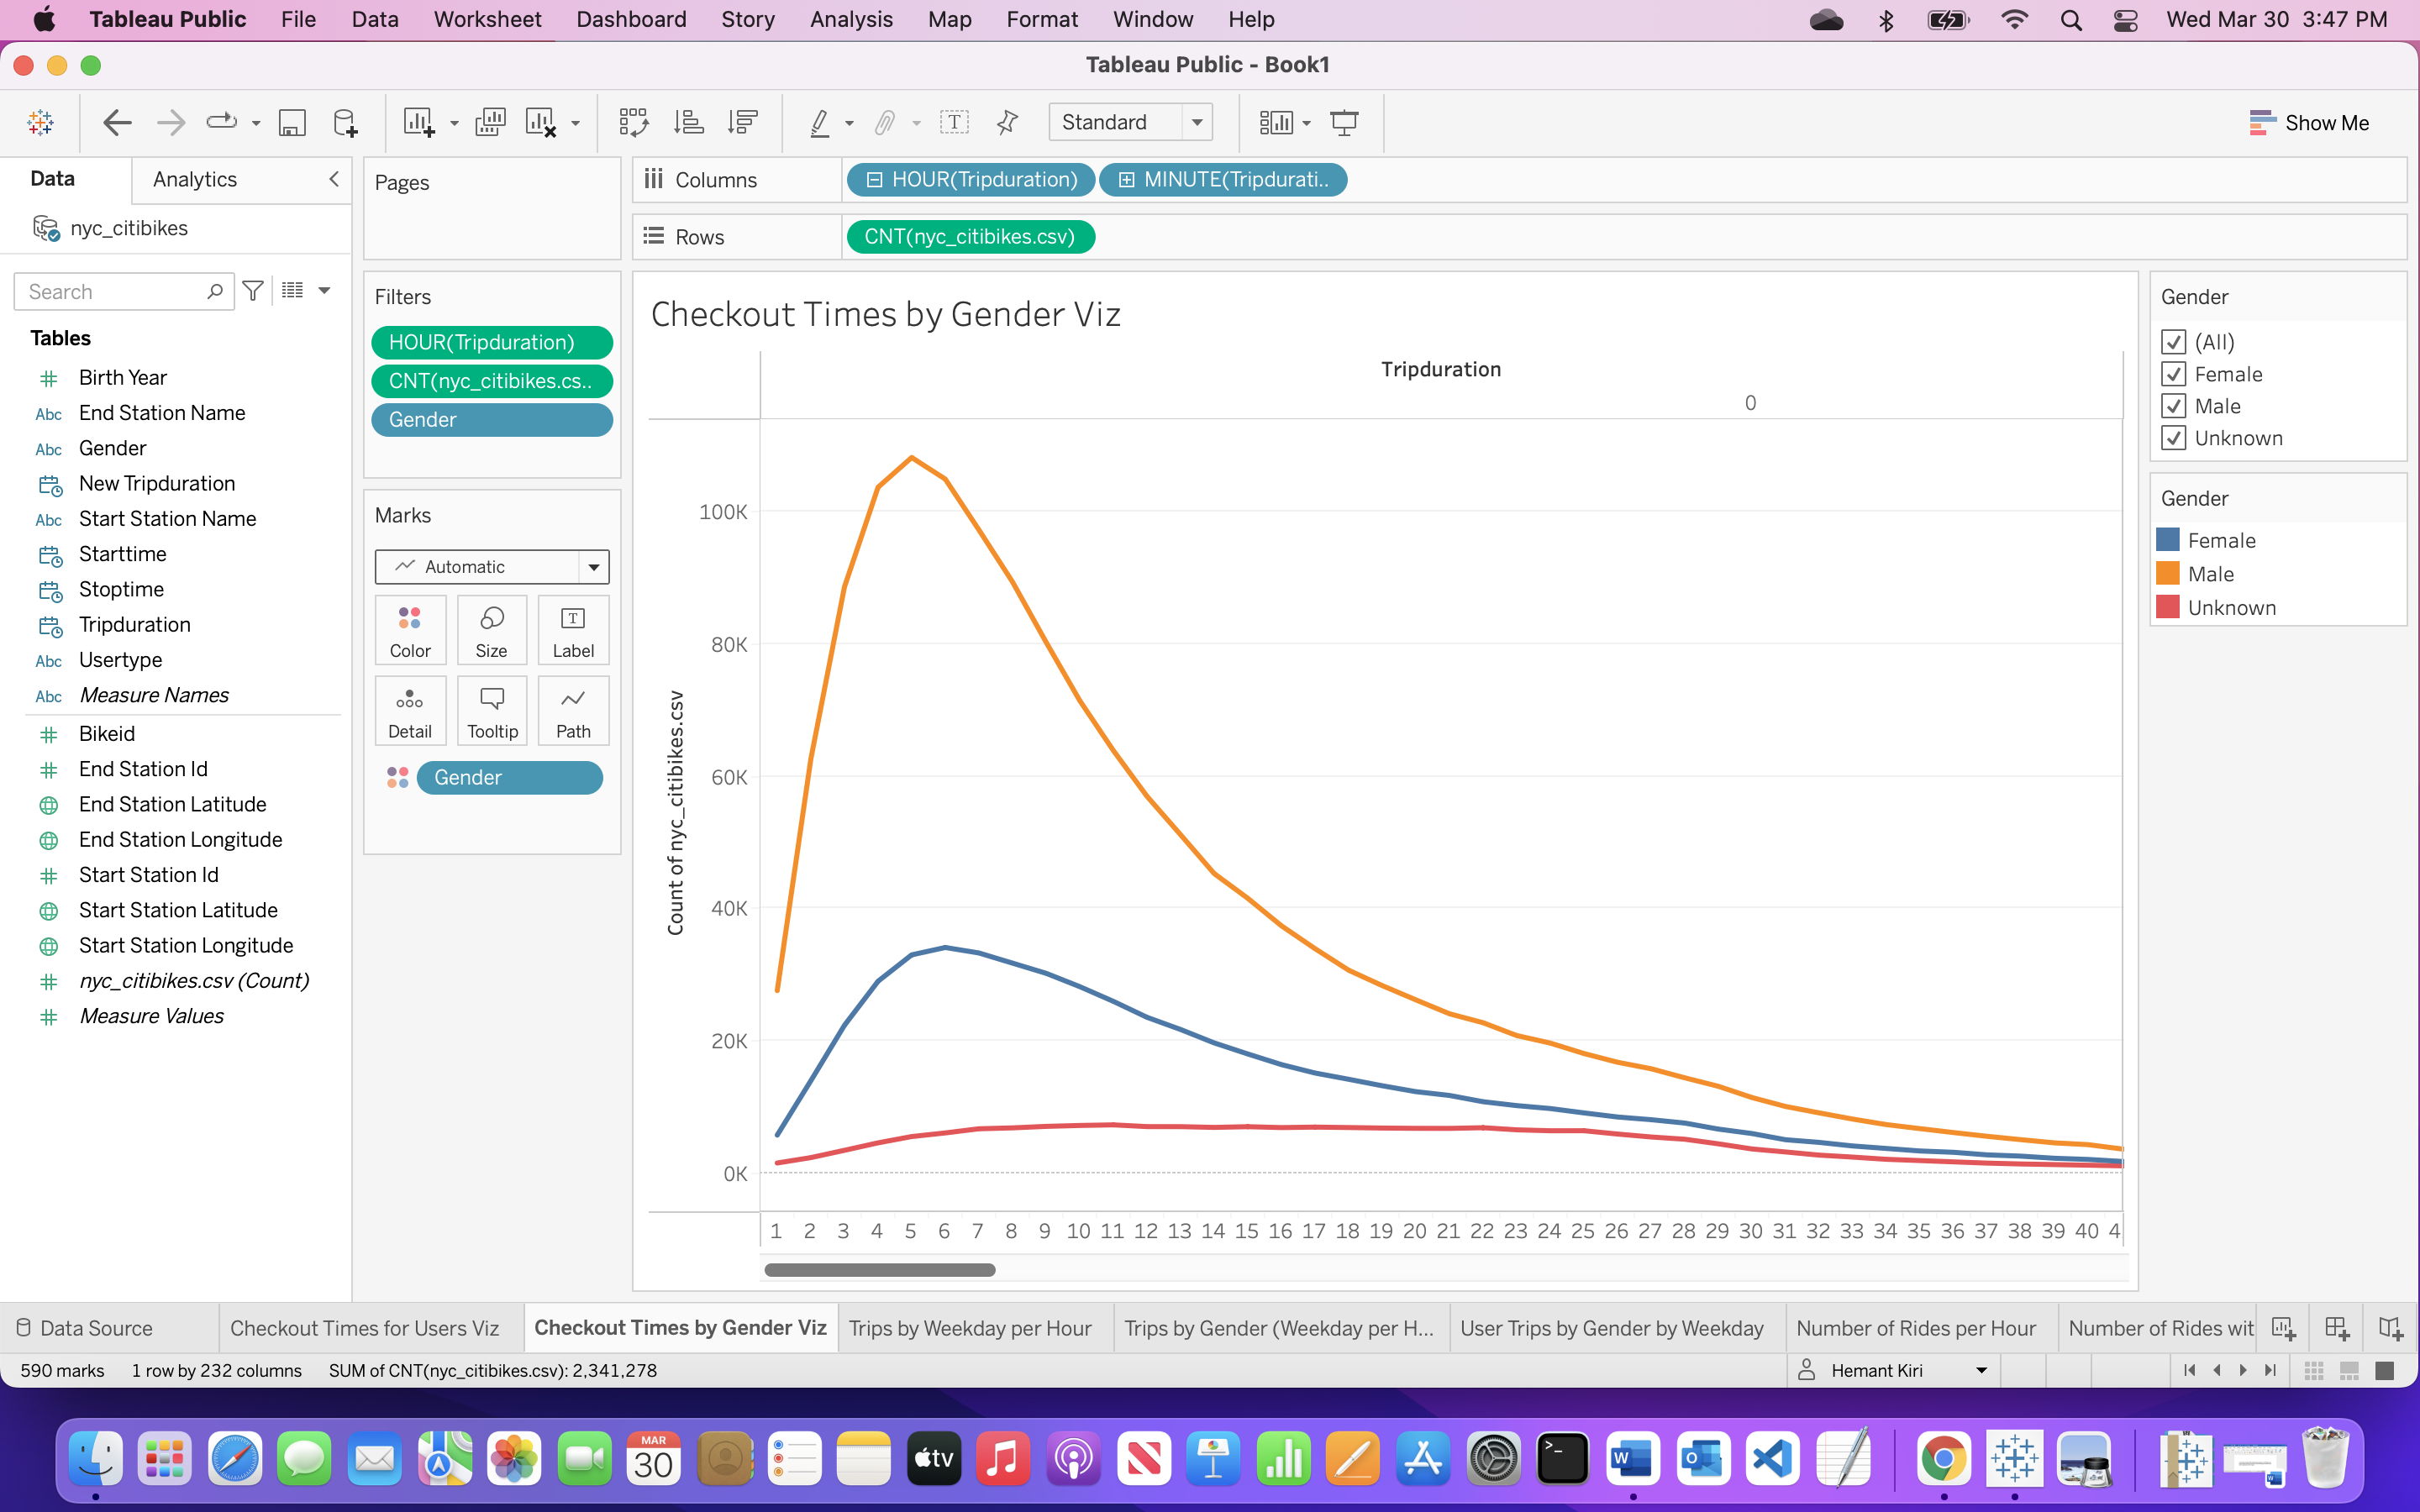 Tableau Public File Data Worksheet Dashboard Story Analysis Map Format Window Help Wed Mar 30 3:47 PM
Tableau Public - Book1
Standard Show Me
Data Analytics
nyc_citibikes
Search
Tables
Birth Year
Abc End Station Name
Abc Gender
New Tripduration
Abc Start Station Name
Starttime
Stoptime
Tripduration
Abc Usertype
Abc Measure Names
Bikeid
End Station Id
End Station Latitude
End Station Longitude
Start Station Id
Start Station Latitude
Start Station Longitude
nyc_citibikes.csv (Count)
Measure Values
Pages
Filters
HOUR(Tripduration)
CNT(nyc_citibikes.cs..
Gender
Marks
Automatic
Color Size Label
Detail Tooltip Path
Gender
Columns HOUR(Tripduration) MINUTE(Tripdurati..
Rows CNT(nyc_citibikes.csv)
Checkout Times by Gender Viz
Tripduration
0
Count of nyc_citibikes.csv
100K
80K
60K
40K
20K
0K
1 2 3 4 5 6 7 8 9 10 11 12 13 14 15 16 17 18 19 20 21 22 23 24 25 26 27 28 29 30 31 32 33 34 35 36 37 38 39 40 4
Gender
(All)
Female
Male
Unknown
Gender
Female
Male
Unknown
Data Source Checkout Times for Users Viz Checkout Times by Gender Viz Trips by Weekday per Hour Trips by Gender (Weekday per H... User Trips by Gender by Weekday Number of Rides per Hour Number of Rides wit
590 marks 1 row by 232 columns SUM of CNT(nyc_citibikes.csv): 2,341,278 Hemant Kiri
MAR
30
tv